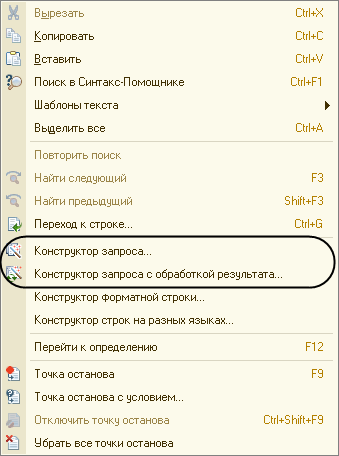 Вырезать Ctrl+X
Копировать Ctrl+C
Вставить Ctrl+V
Поиск в Синтакс-Помощнике Ctrl+F1
Шаблоны текста
Выделить все Ctrl+A
Повторить поиск
Найти следующий F3
Найти предыдущий Shift+F3
Переход к строке... Ctrl+G
Конструктор запроса...
Конструктор запроса с обработкой результата...
Конструктор форматной строки...
Конструктор строк на разных языках...
Перейти к определению F12
Точка останова F9
Точка останова с условием...
Отключить точку останова Ctrl+Shift+F9
Убрать все точки останова